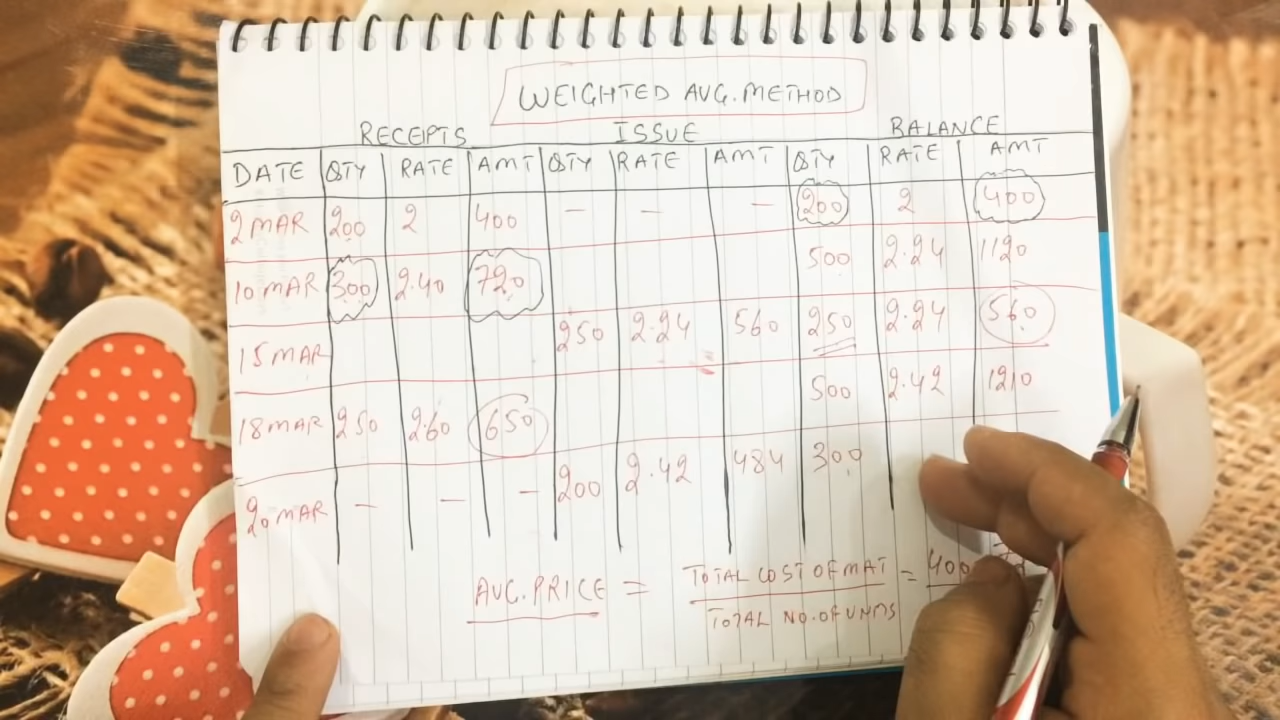 WEIGHTED AVG. METHOD
RECEIPTS ISSUE BALANCE
DATE QTY RATE AMT QTY RATE AMT QTY RATE AMT
2 MAR 200 2 400 — — — 200 2 400
10 MAR 300 2.40 720 500 2.24 1120
15 MAR 250 2.24 560 250 2.24 560
18 MAR 250 2.60 650 500 2.42 1210
20 MAR — — — 200 2.42 484 300
AVG. PRICE = TOTAL COST OF MAT = 400
TOTAL NO. OF UNITS